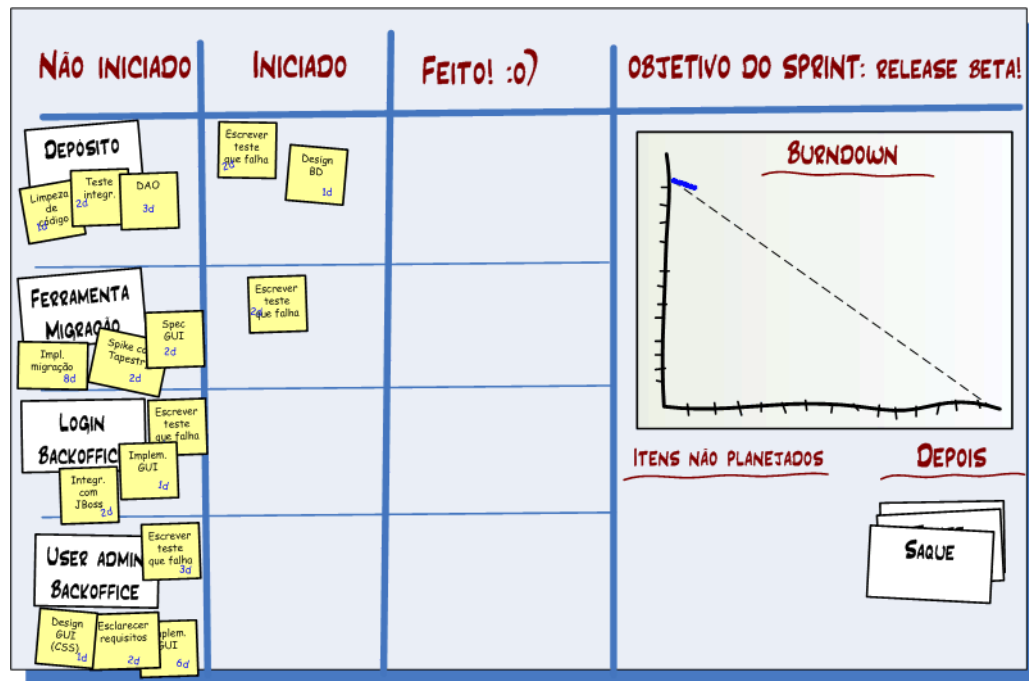 NÃO INICIADO
INICIADO
FEITO! :o)
OBJETIVO DO SPRINT: RELEASE BETA!
DEPÓSITO
Limpeza
de
código
1d
Teste
integr.
2d
DAO
3d
Escrever
teste
que falha
2d
Design
BD
1d
FERRAMENTA
MIGRAÇÃO
Impl.
migração
8d
Spike
Tapestr
2d
Spec
GUI
2d
Escrever
teste
que falha
2d
LOGIN
BACKOFFIC
Escrever
teste
que falha
Implem.
GUI
1d
Integr.
com
JBoss
2d
USER ADMIN
BACKOFFICE
Escrever
teste
que falha
3d
Design
GUI
(CSS)
1d
Esclarecer
requisitos
2d
plem.
GUI
6d
BURNDOWN
ITENS NÃO PLANEJADOS
DEPOIS
SAQUE